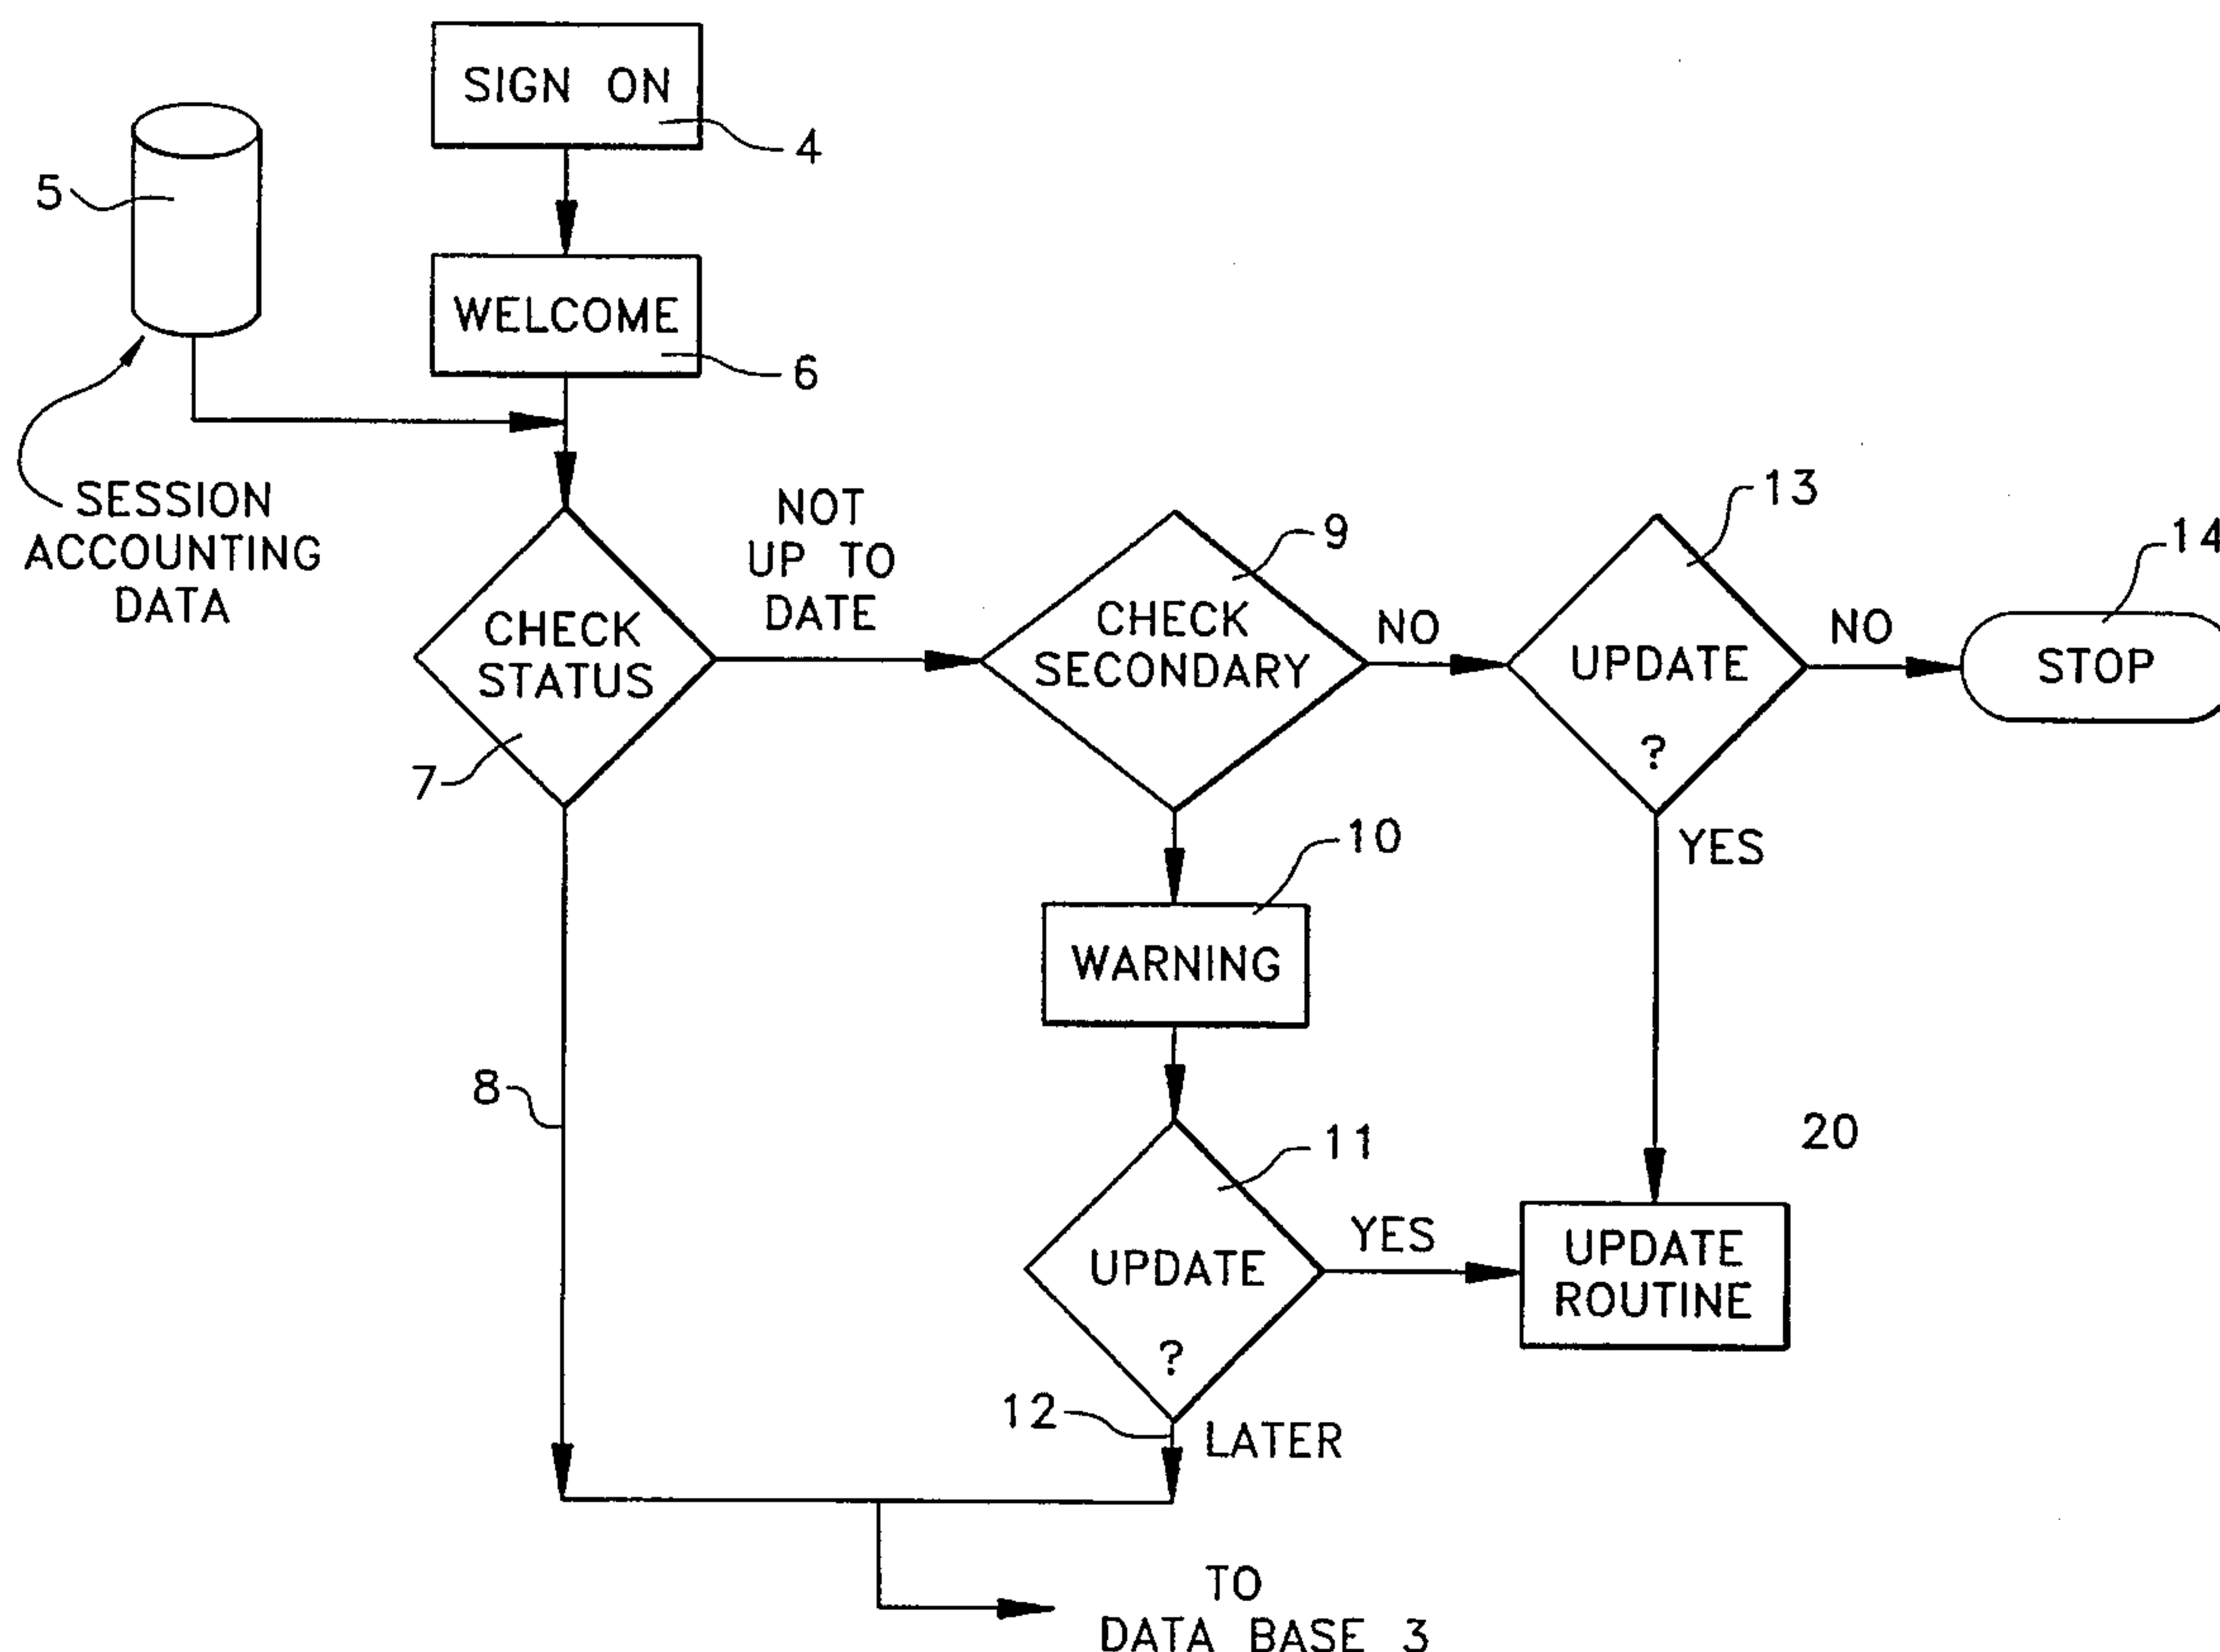 SIGN ON
4
5
WELCOME
6
SESSION
ACCOUNTING
DATA
CHECK
STATUS
7
NOT
UP TO
DATE
CHECK
SECONDARY
9
NO
UPDATE
?
13
NO
STOP
14
YES
WARNING
10
8
UPDATE
?
11
YES
UPDATE
ROUTINE
20
12
LATER
TO
DATA BASE 3